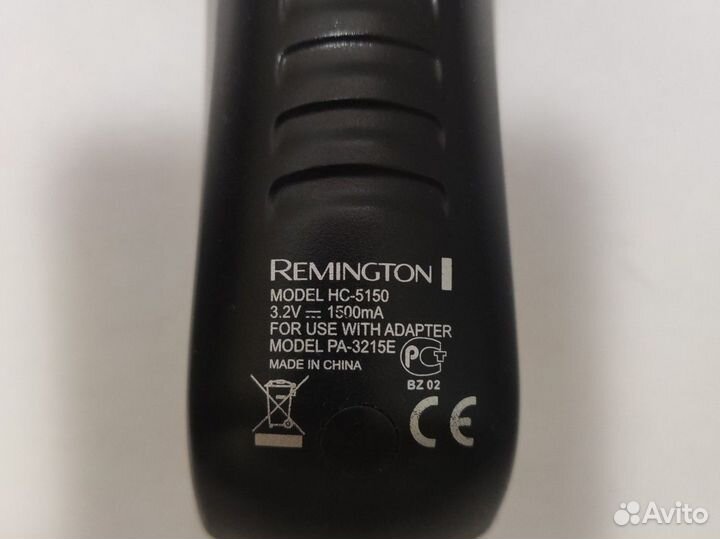 REMINGTON
MODEL HC-5150
3.2V ⎓ 1500mA
FOR USE WITH ADAPTER
MODEL PA-3215E
MADE IN CHINA
PCT
BZ 02
CE
Avito